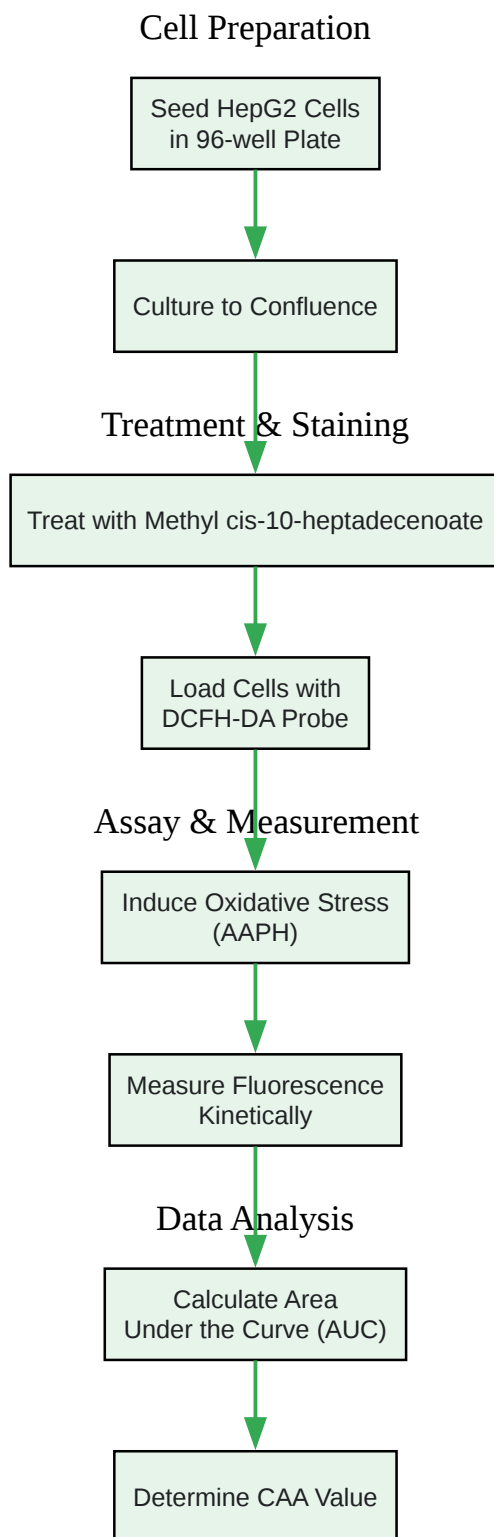 Cell Preparation
Seed HepG2 Cells
in 96-well Plate
Culture to Confluence
Treatment & Staining
Treat with Methyl cis-10-heptadecenoate
Load Cells with
DCFH-DA Probe
Assay & Measurement
Induce Oxidative Stress
(AAPH)
Measure Fluorescence
Kinetically
Data Analysis
Calculate Area
Under the Curve (AUC)
Determine CAA Value